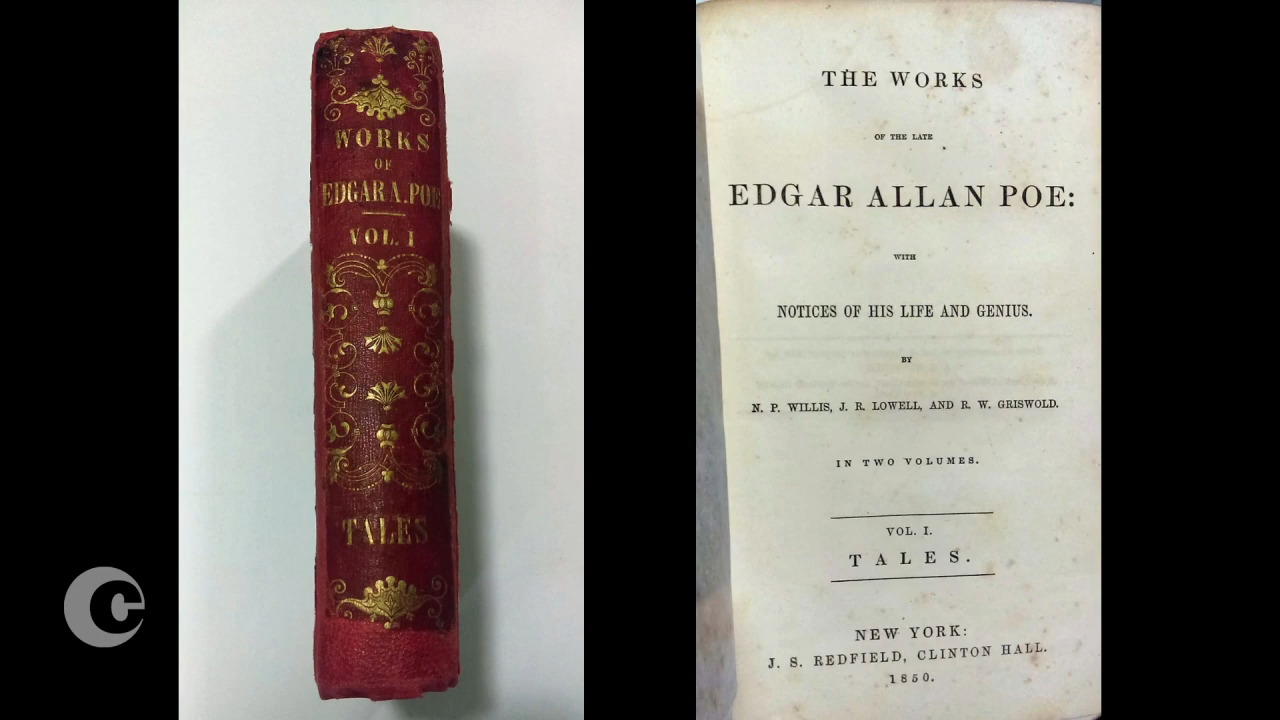 WORKS
OF
EDGAR A. POE
VOL. I
TALES
THE WORKS
OF THE LATE
EDGAR ALLAN POE:
WITH
NOTICES OF HIS LIFE AND GENIUS.
BY
N. P. WILLIS, J. R. LOWELL, AND R. W. GRISWOLD.
IN TWO VOLUMES.
VOL. I.
TALES.
NEW YORK:
J. S. REDFIELD, CLINTON HALL.
1850.